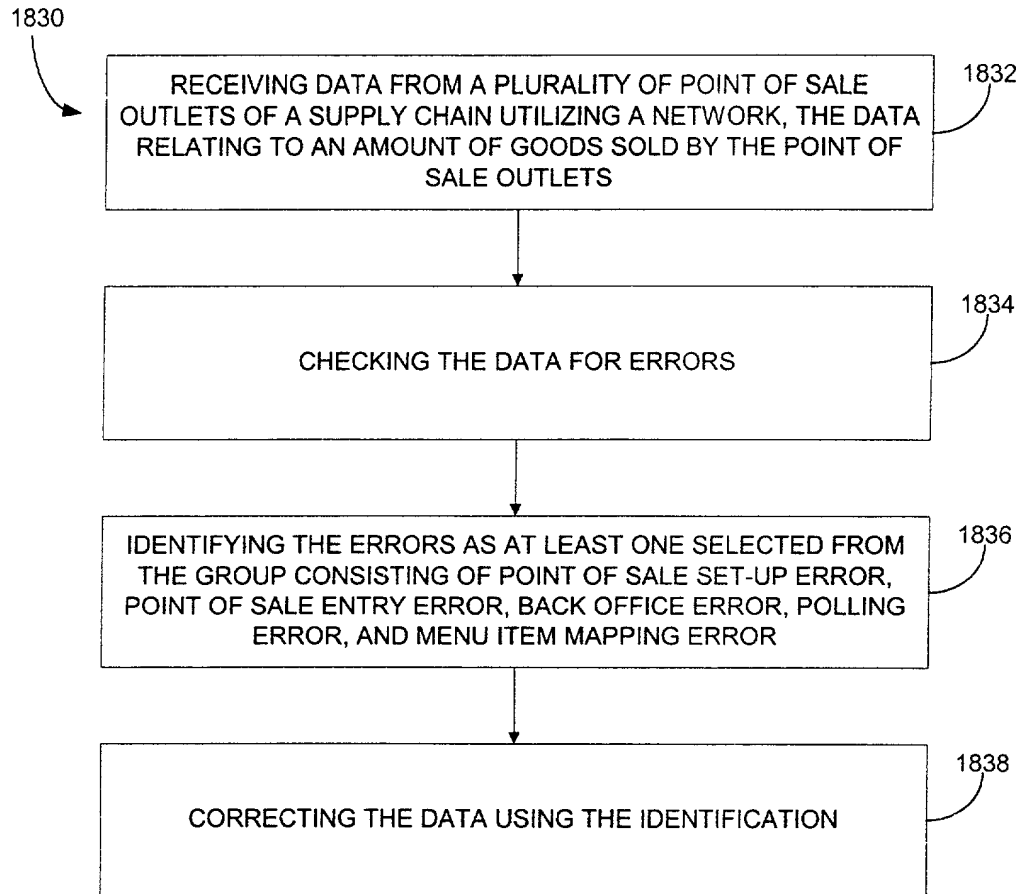 1830
RECEIVING DATA FROM A PLURALITY OF POINT OF SALE
OUTLETS OF A SUPPLY CHAIN UTILIZING A NETWORK, THE DATA
RELATING TO AN AMOUNT OF GOODS SOLD BY THE POINT OF
SALE OUTLETS
1832
CHECKING THE DATA FOR ERRORS
1834
IDENTIFYING THE ERRORS AS AT LEAST ONE SELECTED FROM
THE GROUP CONSISTING OF POINT OF SALE SET-UP ERROR,
POINT OF SALE ENTRY ERROR, BACK OFFICE ERROR, POLLING
ERROR, AND MENU ITEM MAPPING ERROR
1836
CORRECTING THE DATA USING THE IDENTIFICATION
1838